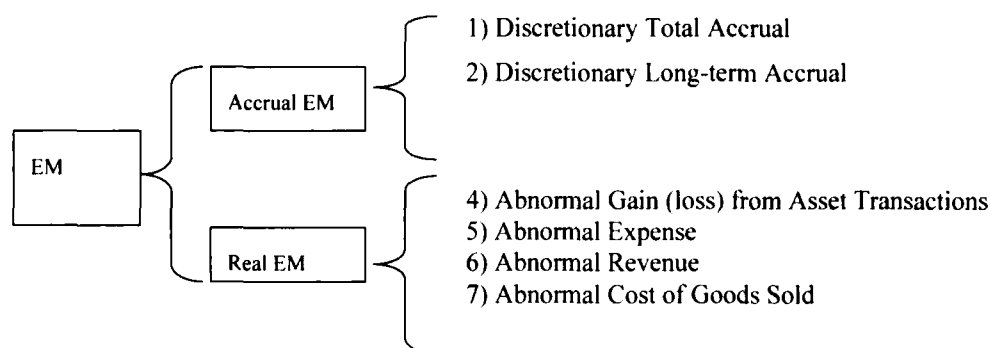 1) Discretionary Total Accrual
2) Discretionary Long-term Accrual
Accrual EM
EM
4) Abnormal Gain (loss) from Asset Transactions
5) Abnormal Expense
Real EM
6) Abnormal Revenue
7) Abnormal Cost of Goods Sold